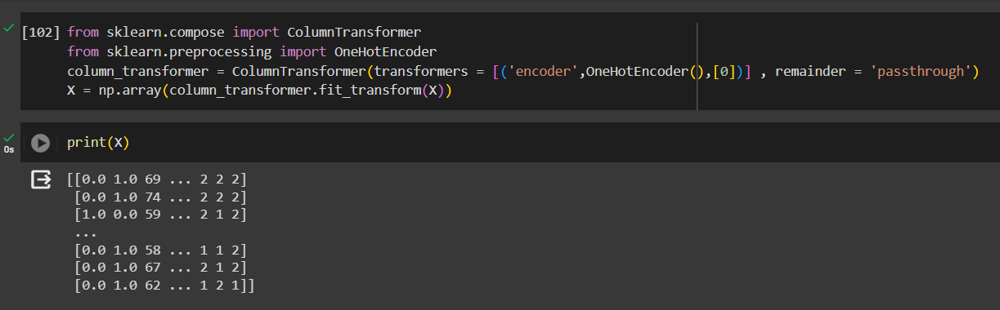 [102] from sklearn.compose import ColumnTransformer
from sklearn.preprocessing import OneHotEncoder
column_transformer = ColumnTransformer(transformers = [('encoder',OneHotEncoder(),[0])] , remainder = 'passthrough')
X = np.array(column_transformer.fit_transform(X))
0s print(X)
[[0.0 1.0 69 ... 2 2 2]
[0.0 1.0 74 ... 2 2 2]
[1.0 0.0 59 ... 2 1 2]
...
[0.0 1.0 58 ... 1 1 2]
[0.0 1.0 67 ... 2 1 2]
[0.0 1.0 62 ... 1 2 1]]